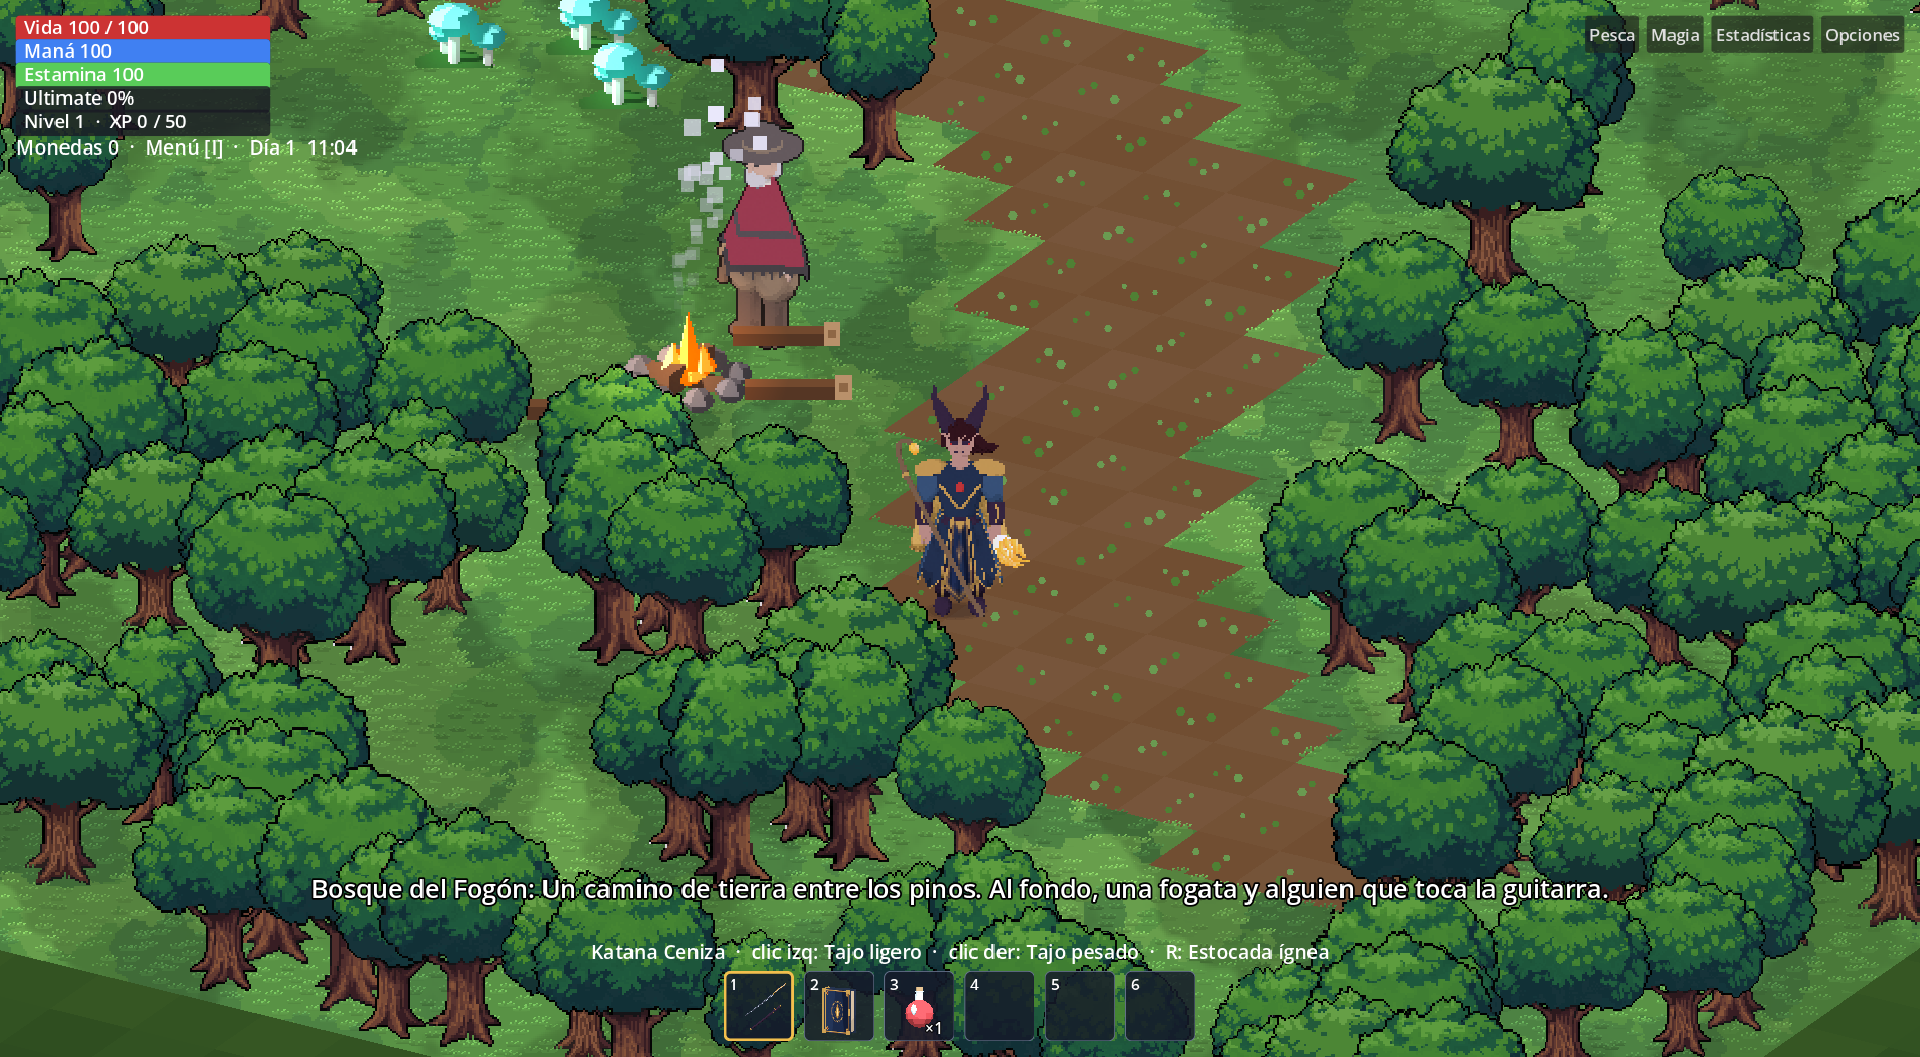 Vida 100 / 100
Maná 100
Estamina 100
Ultimate 0%
Nivel 1 · XP 0 / 50
Monedas 0 · Menú [I] · Día 1 11:04
Pesca Magia Estadísticas Opciones
Bosque del Fogón: Un camino de tierra entre los pinos. Al fondo, una fogata y alguien que toca la guitarra.
Katana Ceniza · clic izq: Tajo ligero · clic der: Tajo pesado · R: Estocada ígnea
1 2 3 4 5 6
×1